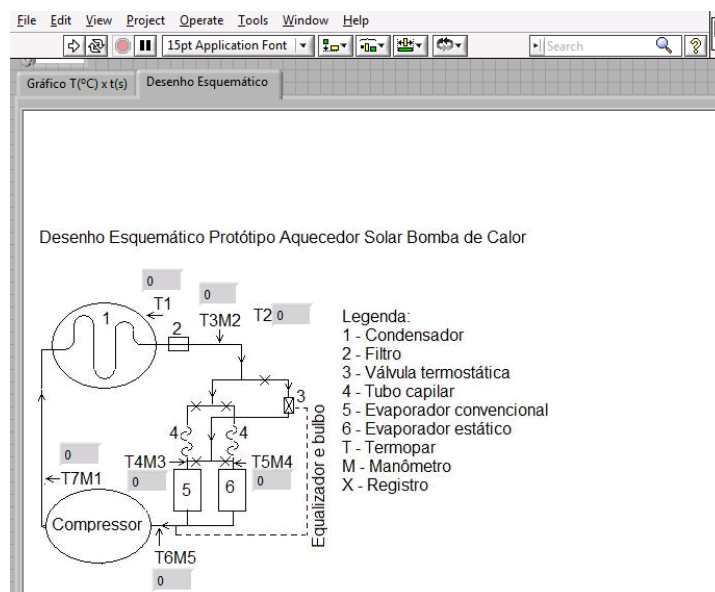 File Edit View Project Operate Tools Window Help
15pt Application Font Search ?
Gráfico T(ºC) x t(s) Desenho Esquemático
Desenho Esquemático Protótipo Aquecedor Solar Bomba de Calor
0
0
T1
T2 0
1
2
T3M2
3
4
4
T4M3
T5M4
0
0
0
T7M1
5
6
Compressor
T6M5
0
Equalizador e bulbo
Legenda:
1 - Condensador
2 - Filtro
3 - Válvula termostática
4 - Tubo capilar
5 - Evaporador convencional
6 - Evaporador estático
T - Termopar
M - Manômetro
X - Registro